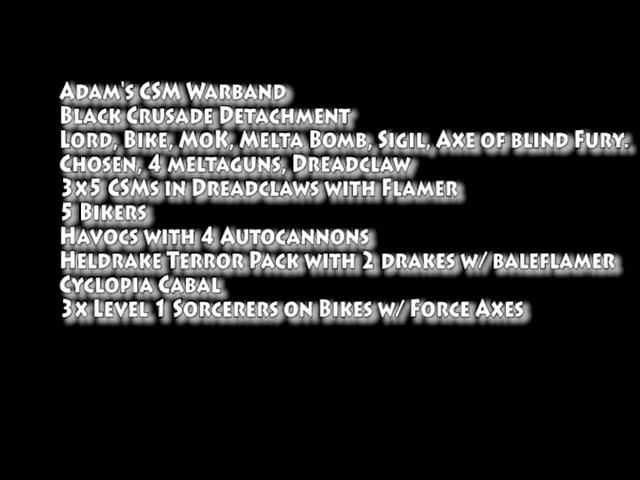 Adam's CSM Warband
Black Crusade Detachment
Lord, Bike, MoK, Melta Bomb, Sigil, Axe of blind Fury.
Chosen, 4 meltaguns, Dreadclaw
3x5 CSMs in Dreadclaws with Flamer
5 Bikers
Havocs with 4 Autocannons
Heldrake Terror Pack with 2 drakes w/ baleflamer
Cyclopia Cabal
3x Level 1 Sorcerers on Bikes w/ Force Axes